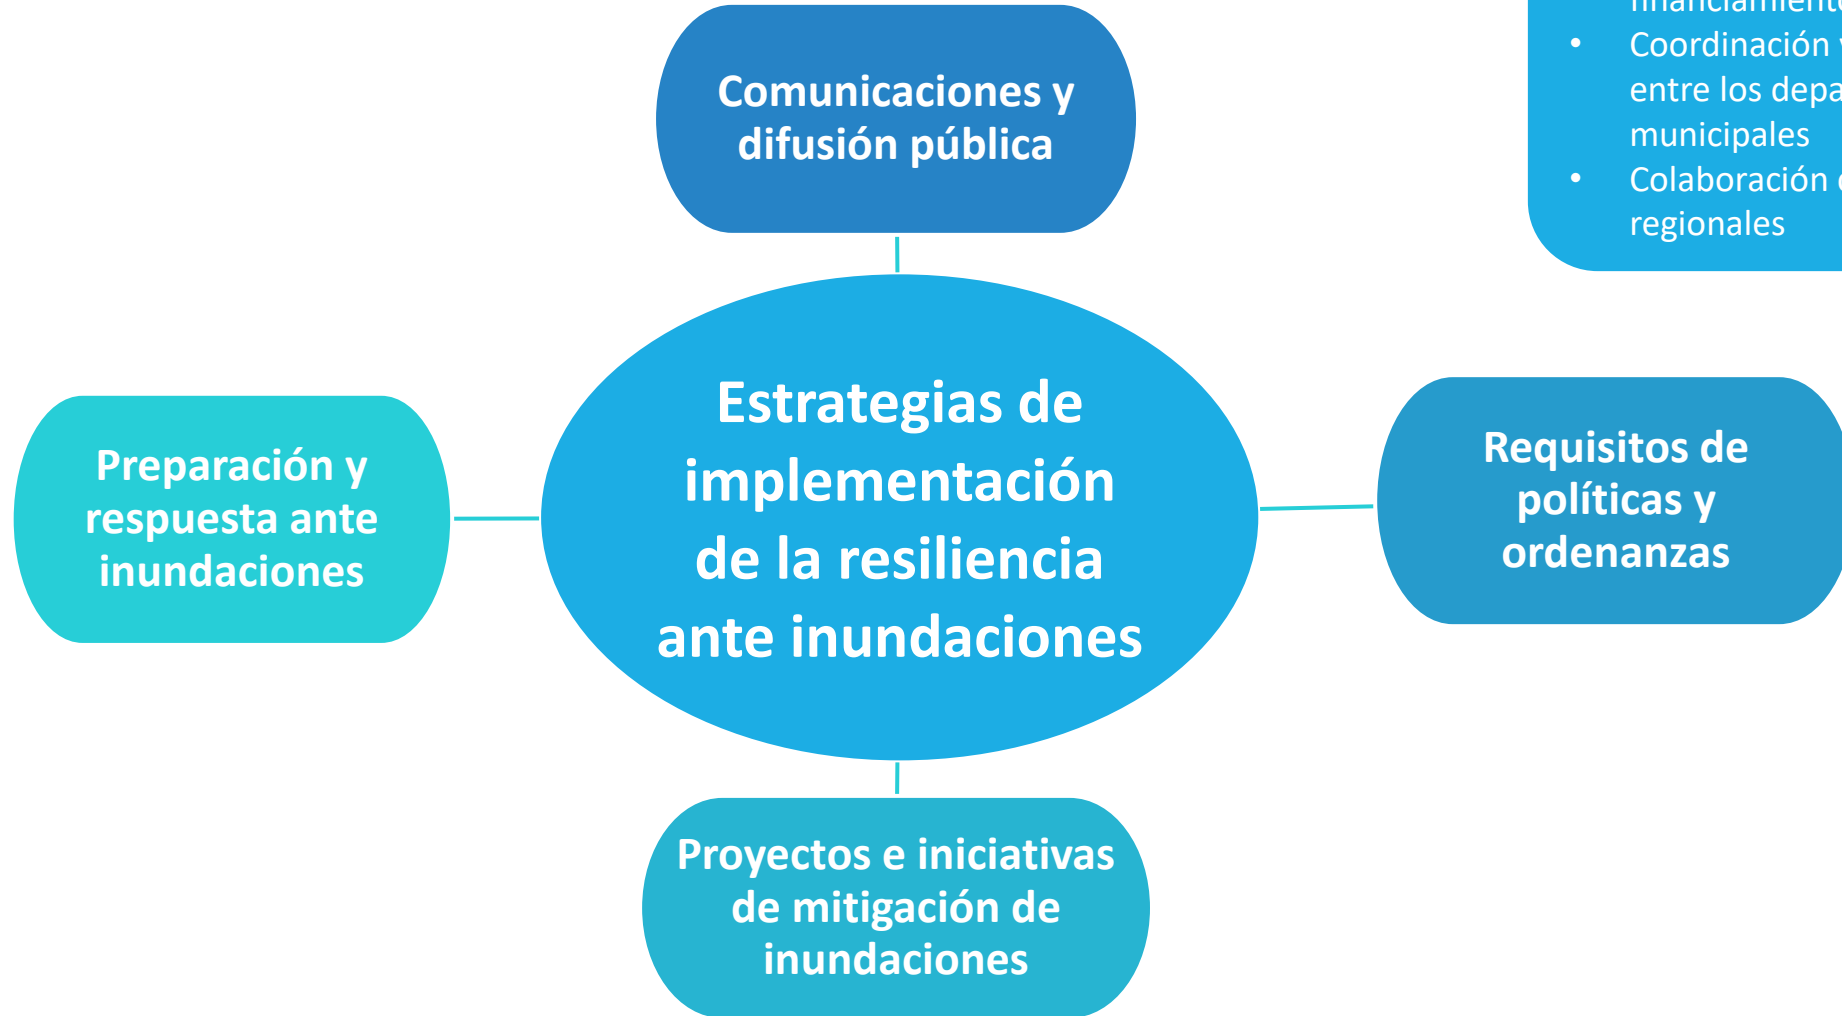 Comunicaciones y
difusión pública
• Coordinación
entre los
municipales
• Colaboración
regionales
Estrategias de
implementación
de la resiliencia
ante inundaciones
Preparación y
respuesta ante
inundaciones
Requisitos de
políticas y
ordenanzas
Proyectos e iniciativas
de mitigación de
inundaciones